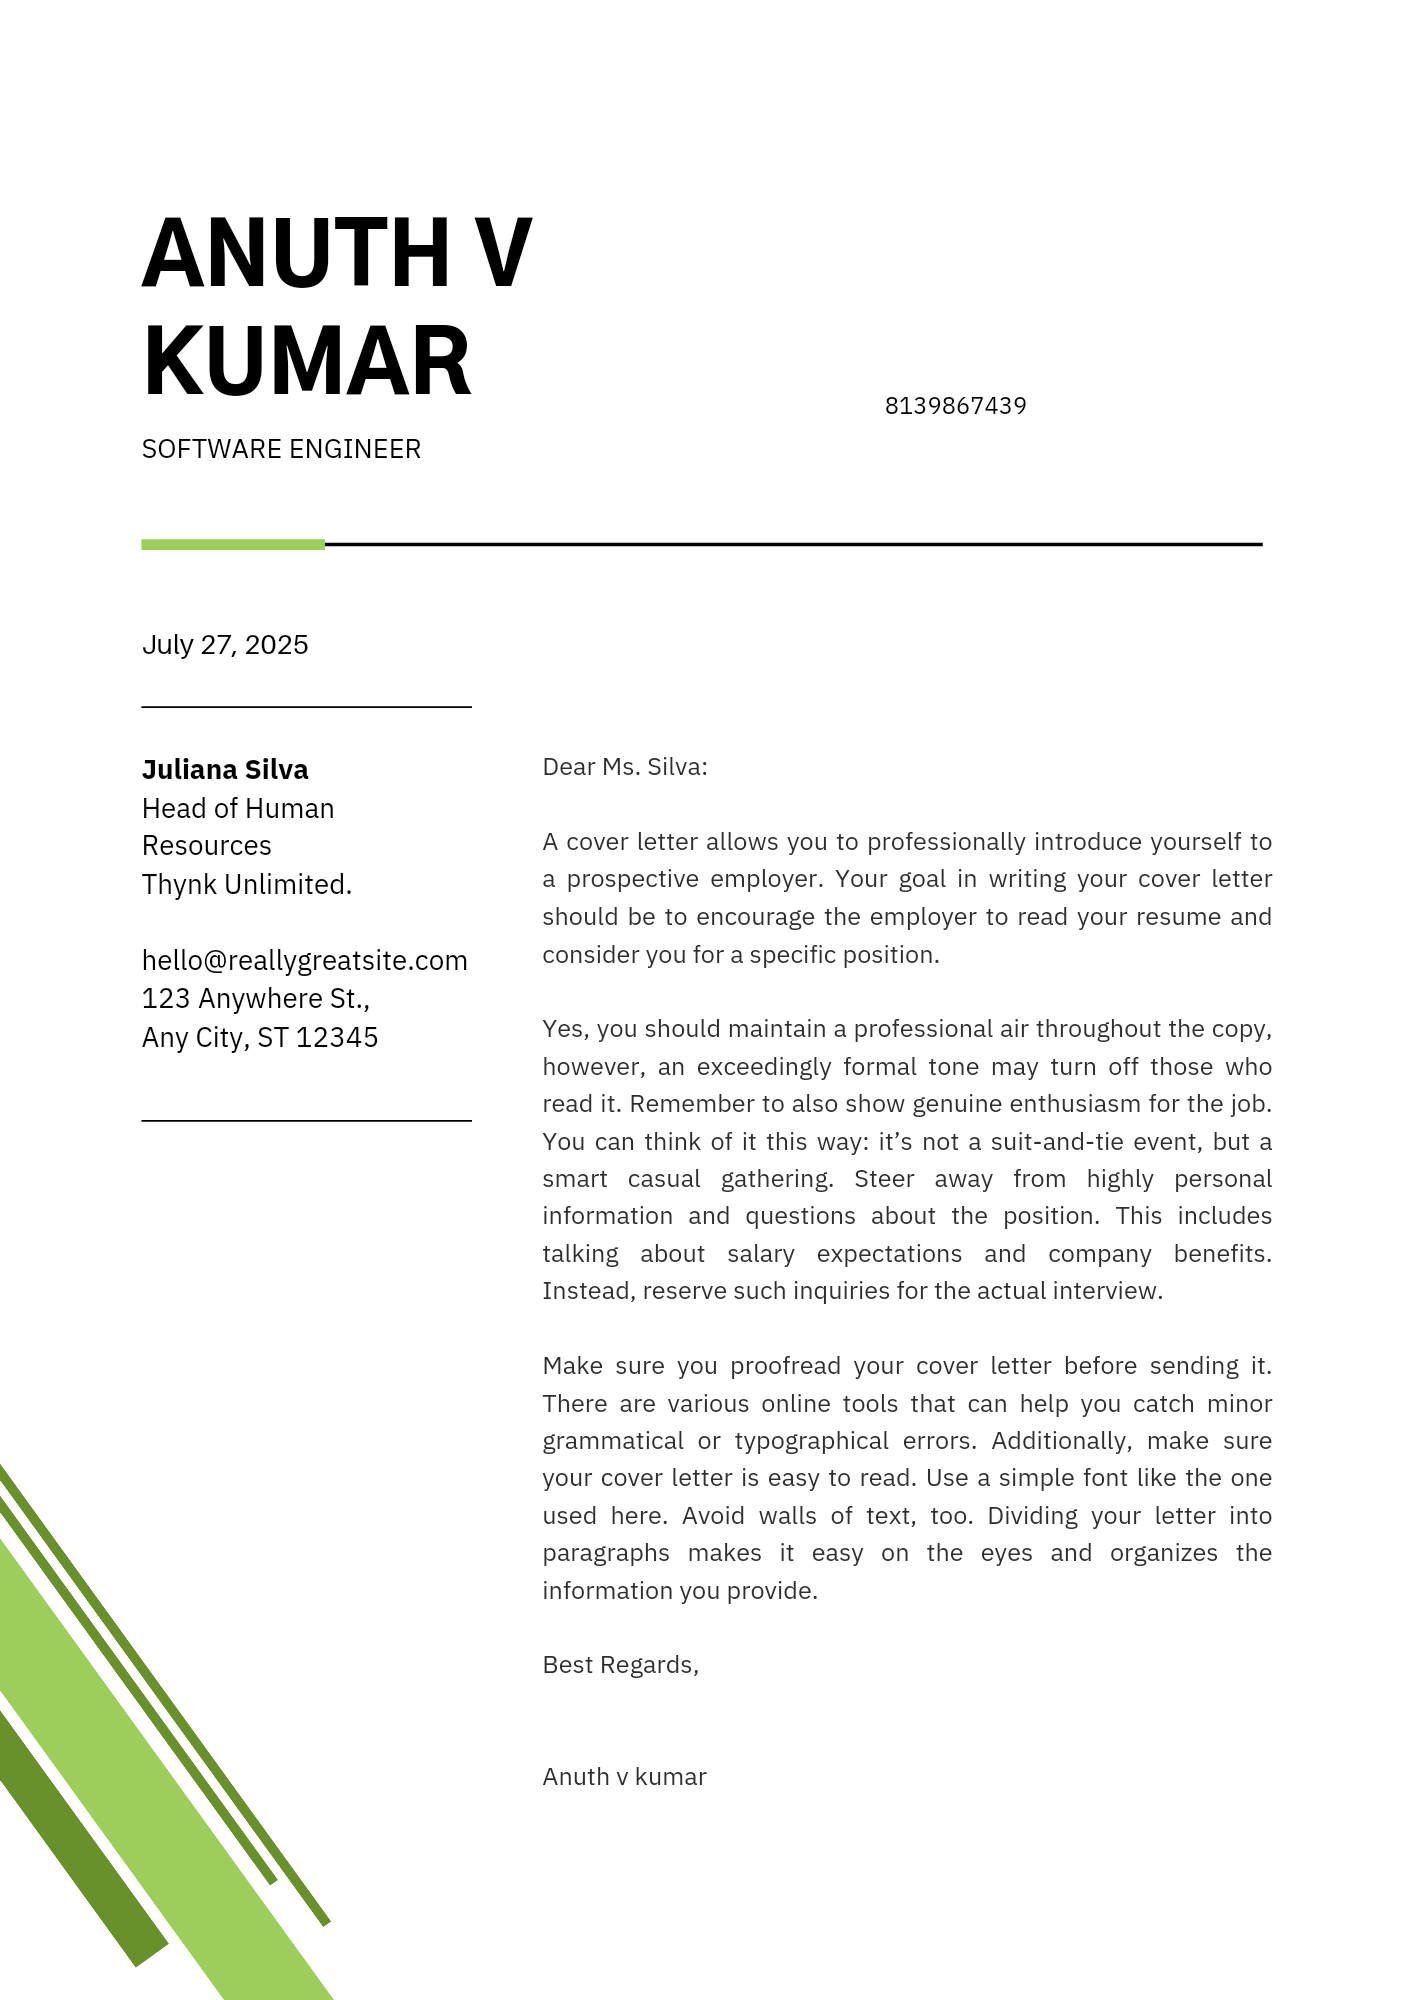 ANUTH V
KUMAR
8139867439
SOFTWARE ENGINEER
July 27, 2025
Juliana Silva
Head of Human
Resources
Thynk Unlimited.
hello@reallygreatsite.com
123 Anywhere St.,
Any City, ST 12345
Dear Ms. Silva:
A cover letter allows you to professionally introduce yourself to
a prospective employer. Your goal in writing your cover letter
should be to encourage the employer to read your resume and
consider you for a specific position.
Yes, you should maintain a professional air throughout the copy,
however, an exceedingly formal tone may turn off those who
read it. Remember to also show genuine enthusiasm for the job.
You can think of it this way: it’s not a suit-and-tie event, but a
smart casual gathering. Steer away from highly personal
information and questions about the position. This includes
talking about salary expectations and company benefits.
Instead, reserve such inquiries for the actual interview.
Make sure you proofread your cover letter before sending it.
There are various online tools that can help you catch minor
grammatical or typographical errors. Additionally, make sure
your cover letter is easy to read. Use a simple font like the one
used here. Avoid walls of text, too. Dividing your letter into
paragraphs makes it easy on the eyes and organizes the
information you provide.
Best Regards,
Anuth v kumar